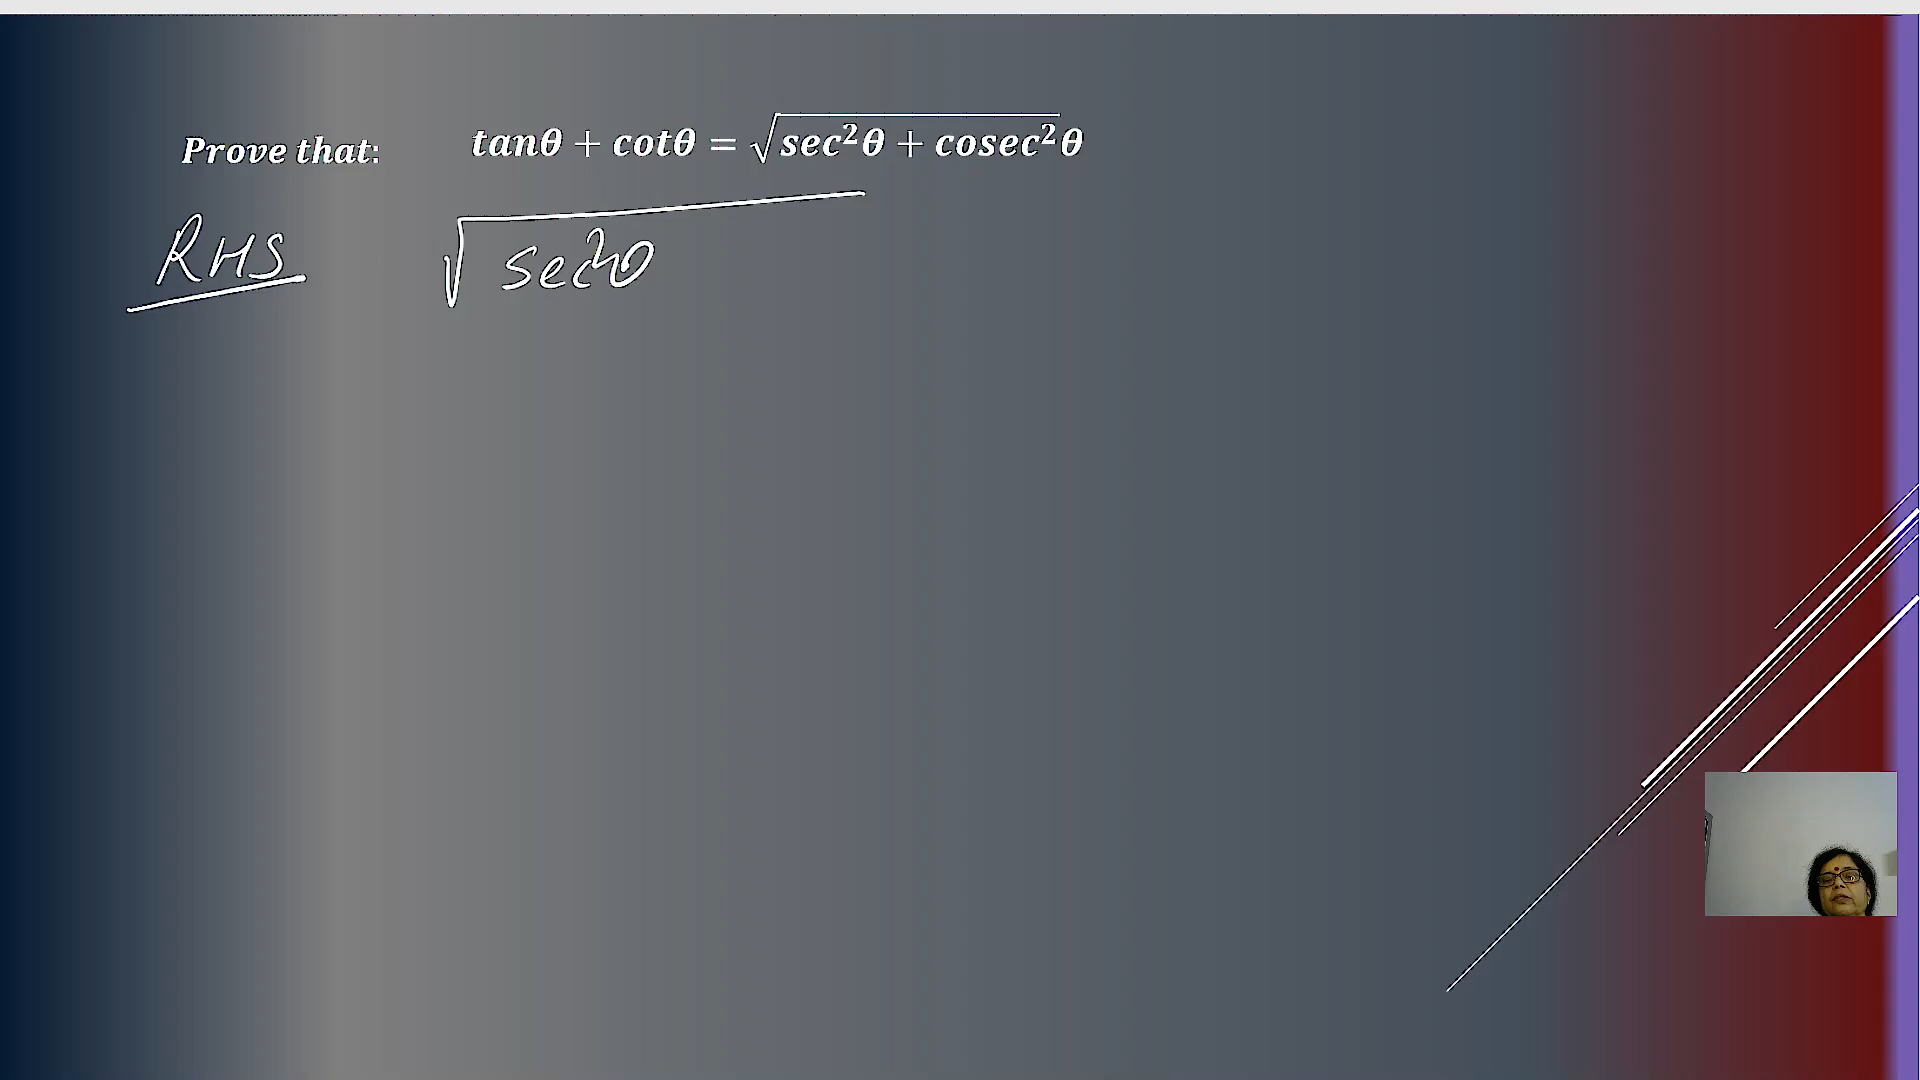 Prove that: tanθ + cotθ = √sec²θ + cosec²θ
RHS √sec²θ